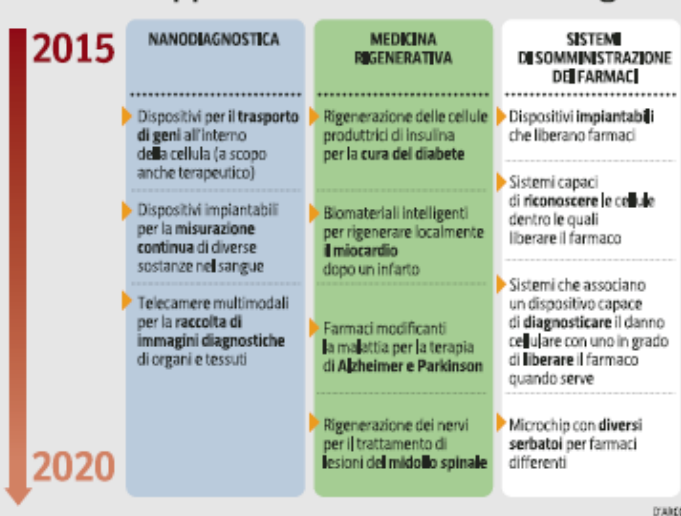 2015
2020
NANODIAGNOSTICA
Dispositivi per il trasporto
di geni all'interno
della cellula (a scopo
anche terapeutico)
Dispositivi impiantabili
per la misurazione
continua di diverse
sostanze nel sangue
Telecamere multimodali
per la raccolta di
immagini diagnostiche
di organi e tessuti
MEDICINA
RIGENERATIVA
Rigenerazione delle cellule
produttrici di Insulina
per la cura del diabete
Biomateriali intelligenti
per rigenerare localmente
il miocardio
dopo un infarto
Farmaci modificanti
la malattia per la terapia
di Alzheimer e Parkinson
Rigenerazione dei nervi
per il trattamento di
lesioni del midollo spinale
SISTEMI
DI SOMMINISTRAZIONE
DEI FARMACI
Dispositivi impiantabili
che liberano farmaci
Sistemi capaci
di riconoscere le cellule
dentro le quali
liberare il farmaco
Sistemi che associano
un dispositivo capace
di diagnosticare il danno
cellulare con uno in grado
di liberare il farmaco
quando serve
Microchip con diversi
serbatoi per farmaci
differenti